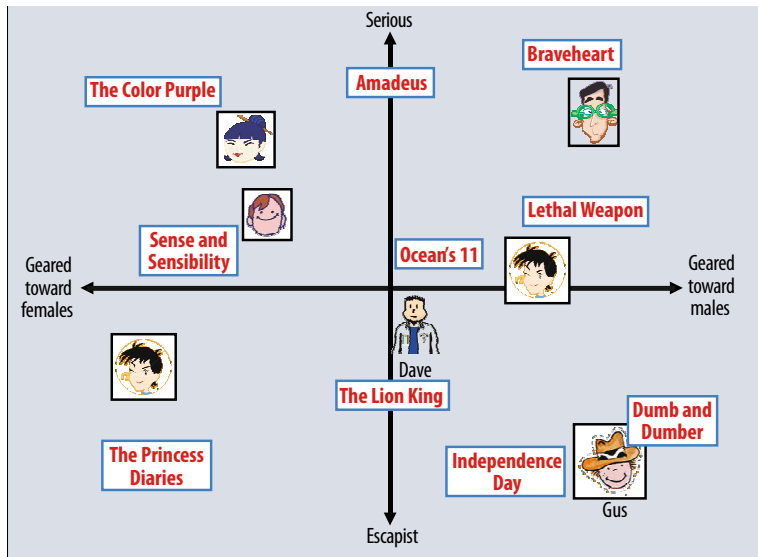 Serious
Braveheart
Amadeus
The Color Purple
Lethal Weapon
Sense and
Sensibility
Ocean's 11
Geared
toward
females
Geared
toward
males
Dave
The Lion King
Dumb and
Dumber
The Princess
Diaries
Independence
Day
Gus
Escapist